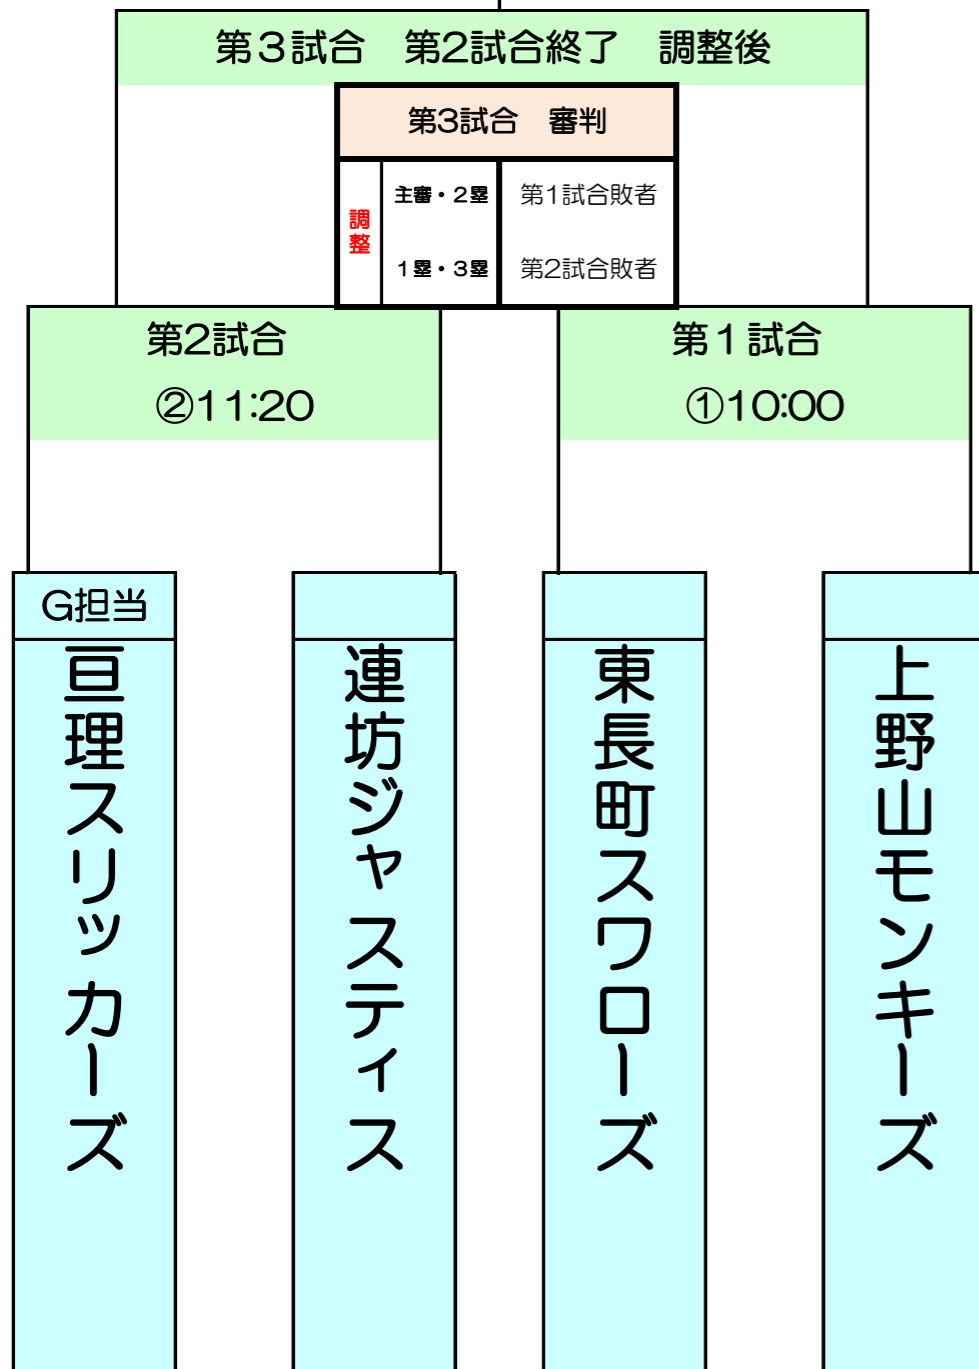 第３試合　第2試合終了　調整後
第3試合　審判
調整
主審・２塁
第1試合敗者
１塁・３塁
第2試合敗者
第2試合
②11:20
第１試合
①10:00
G担当
亘理スリッカーズ
連坊ジャスティス
東長町スワローズ
上野山モンキーズ